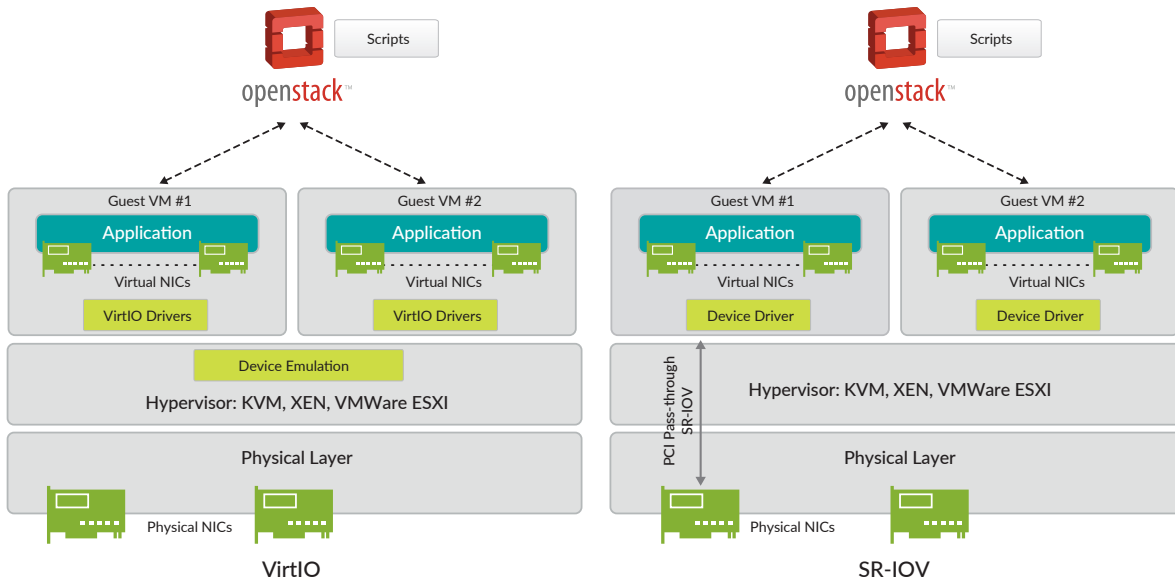 Scripts
openstack™
Guest VM #1
Application
Virtual NICs
VirtIO Drivers
Guest VM #2
Application
Virtual NICs
VirtIO Drivers
Device Emulation
Hypervisor: KVM, XEN, VMWare ESXI
Physical Layer
Physical NICs
VirtIO
Scripts
openstack™
Guest VM #1
Application
Virtual NICs
Device Driver
Guest VM #2
Application
Virtual NICs
Device Driver
PCI Pass-through
SR-IOV
Hypervisor: KVM, XEN, VMWare ESXI
Physical Layer
Physical NICs
SR-IOV